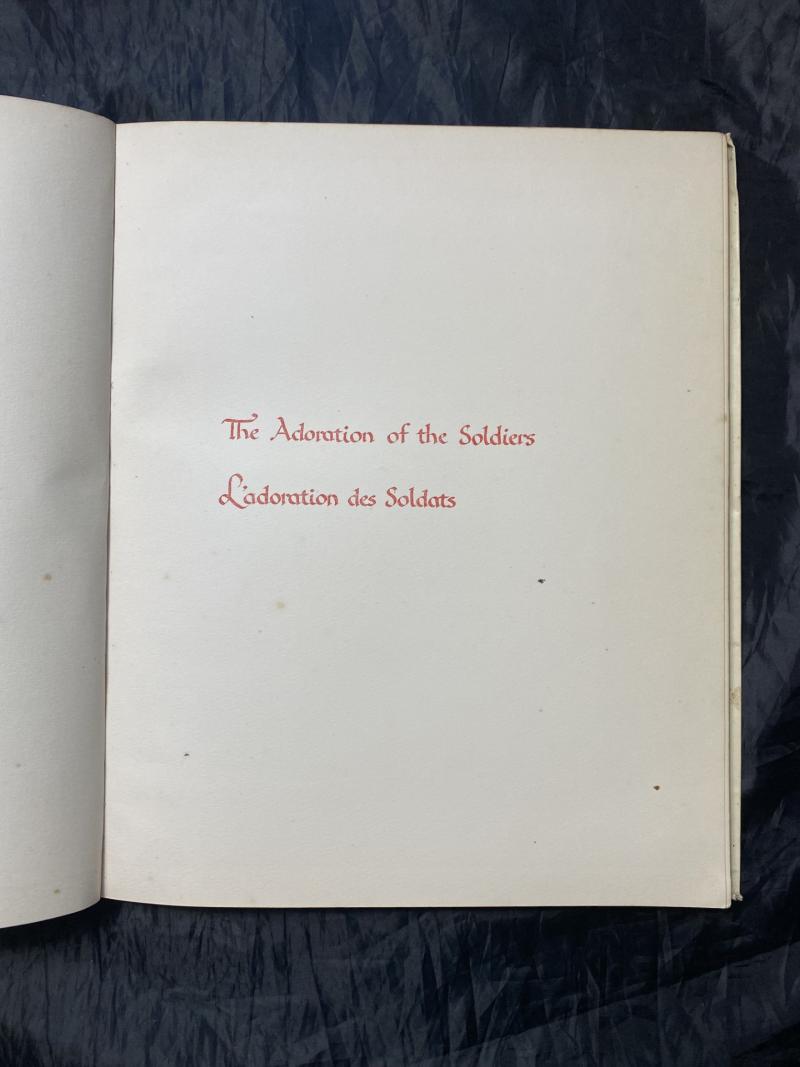 The Adoration of the Soldiers
L'adoration des Soldats